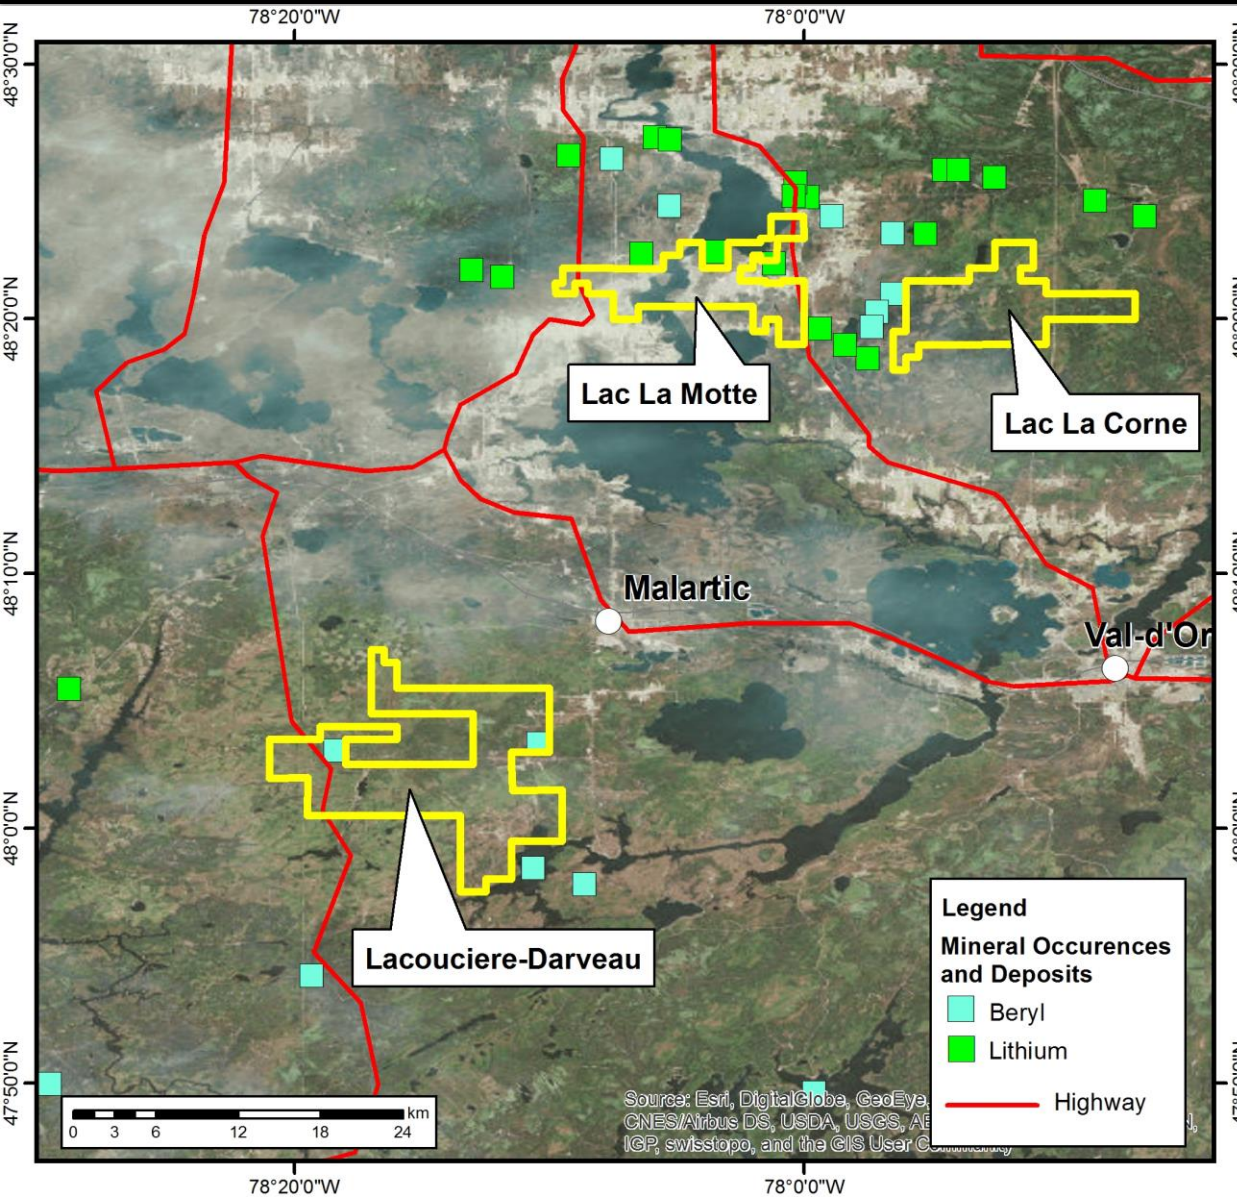 78°20'0"W 78°0'0"W
48°30'0"N
48°20'0"N
Lac La Motte
Lac La Corne
48°10'0"N
Malartic
Val-d'Or
48°0'0"N
Lacouciere-Darveau
Legend
Mineral Occurences
and Deposits
Beryl
Lithium
Highway
47°50'0"N
km
0 3 6 12 18 24
Source: Esri, DigitalGlobe, GeoEye,
CNES/Airbus DS, USDA, USGS,
IGP, swisstopo, and the GIS User Community
78°20'0"W 78°0'0"W